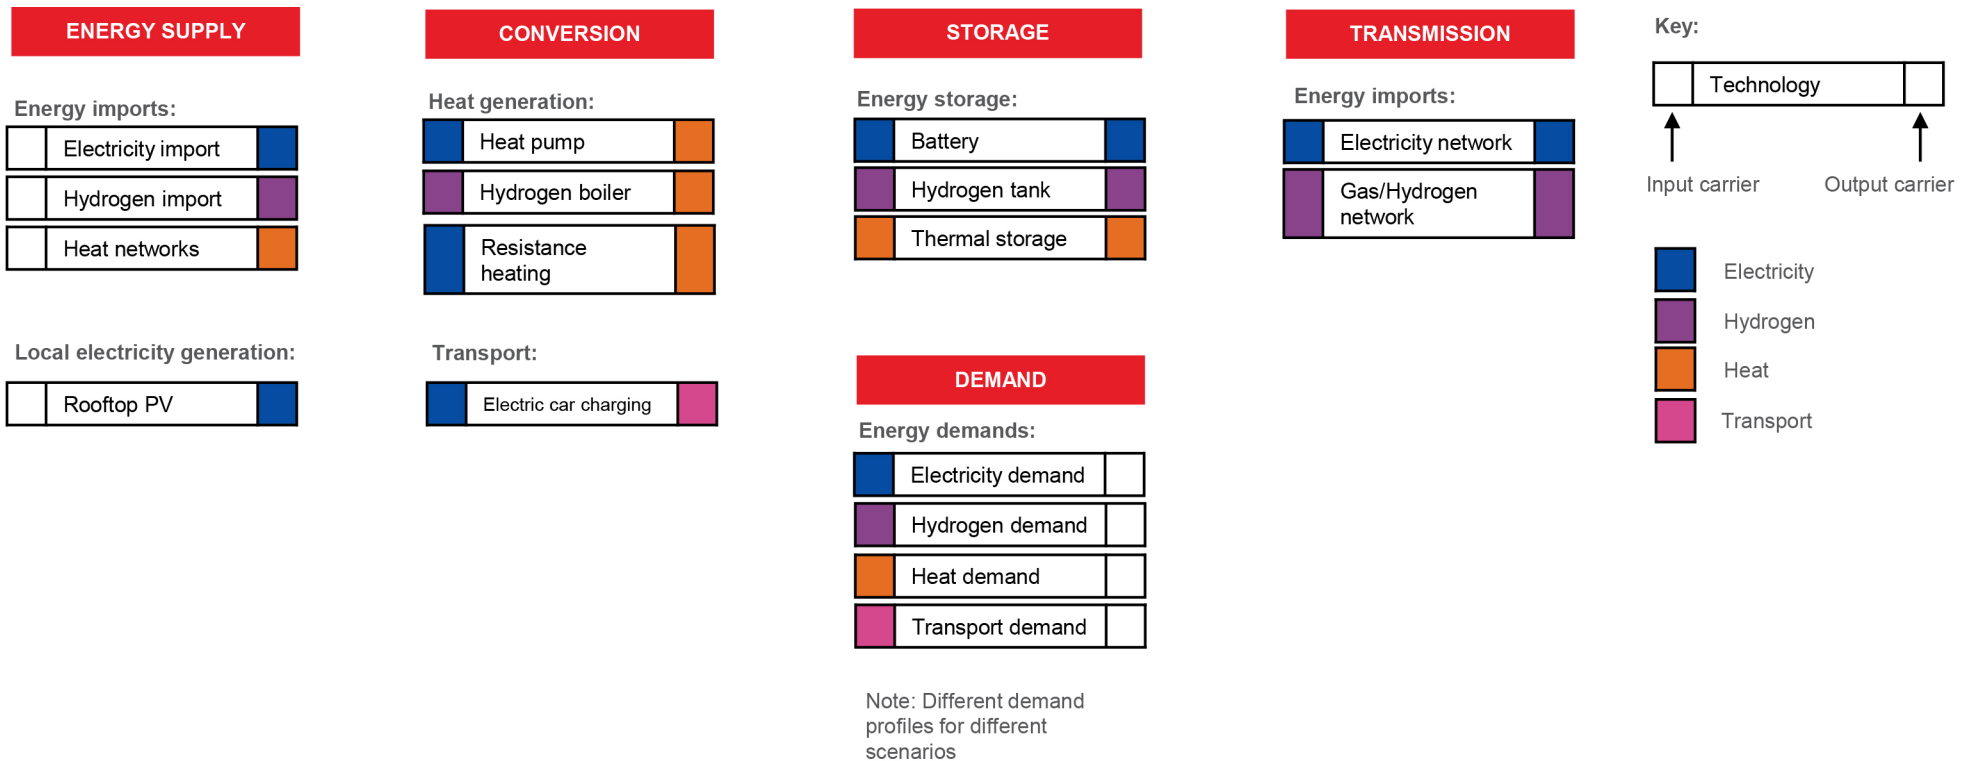 ENERGY SUPPLY
Energy imports:
Electricity import
Hydrogen import
Heat networks
Local electricity generation:
Rooftop PV
CONVERSION
Heat generation:
Heat pump
Hydrogen boiler
Resistance
heating
Transport:
Electric car charging
STORAGE
Energy storage:
Battery
Hydrogen tank
Thermal storage
DEMAND
Energy demands:
Electricity demand
Hydrogen demand
Heat demand
Transport demand
Note: Different demand
profiles for different
scenarios
TRANSMISSION
Energy imports:
Electricity network
Gas/Hydrogen
network
Key:
Technology
Input carrier
Output carrier
Electricity
Hydrogen
Heat
Transport